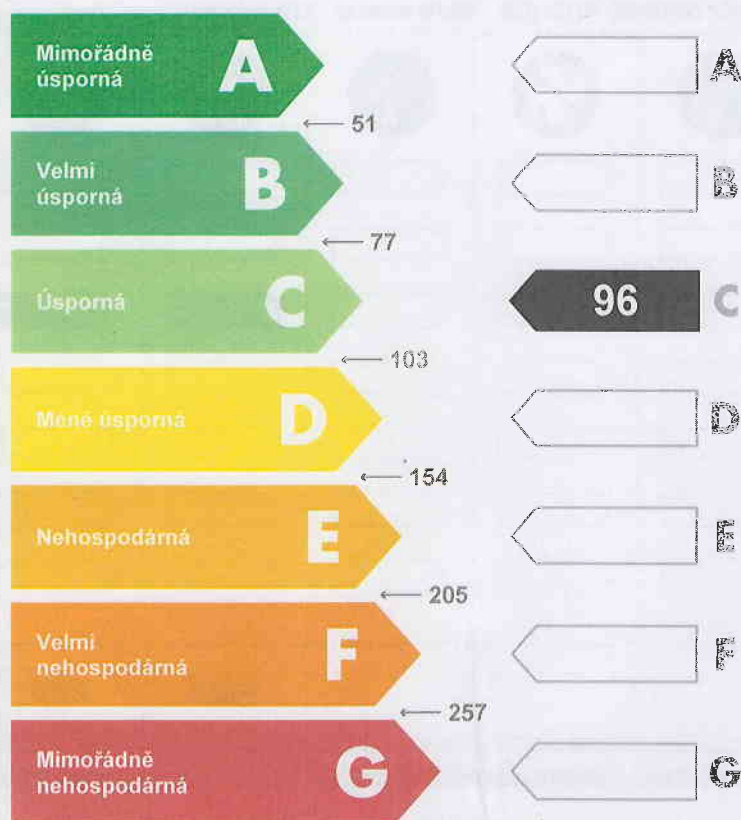 Mimořádně
úsporná
A
A
51
Velmi
úsporná
B
B
77
Úsporná
C
96
C
103
Méně úsporná
D
D
154
Nehospodárná
E
E
205
Velmi
nehospodárná
F
F
257
Mimořádně
nehospodárná
G
G